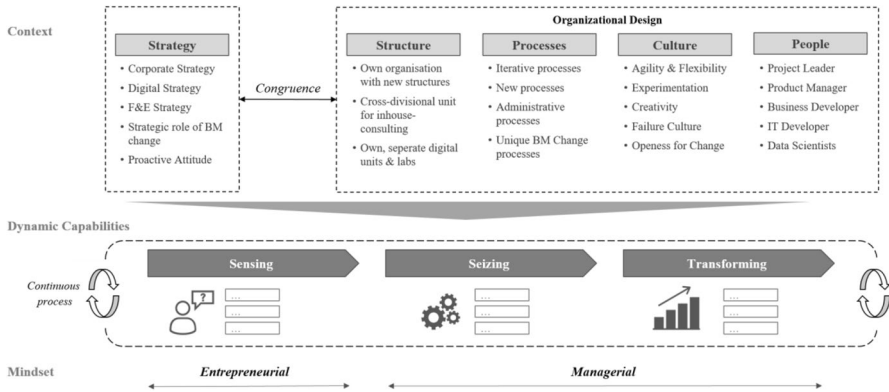 Context
Organizational Design
Strategy
• Corporate Strategy
• Digital Strategy
• F&E Strategy
• Strategic role of BM
change
• Proactive Attitude
Congruence
Structure
• Own organisation
with new structures
• Cross-divisional unit
for inhouse-
consulting
• Own, seperate digital
units & labs
Processes
• Iterative processes
• New processes
• Administrative
processes
• Unique BM Change
processes
Culture
• Agility & Flexibility
• Experimentation
• Creativity
• Failure Culture
• Openess for Change
People
• Project Leader
• Product Manager
• Business Developer
• IT Developer
• Data Scientists
Dynamic Capabilities
Continuous
process
Sensing
?
...
...
...
Seizing
...
...
...
Transforming
...
...
...
Mindset
Entrepreneurial
Managerial